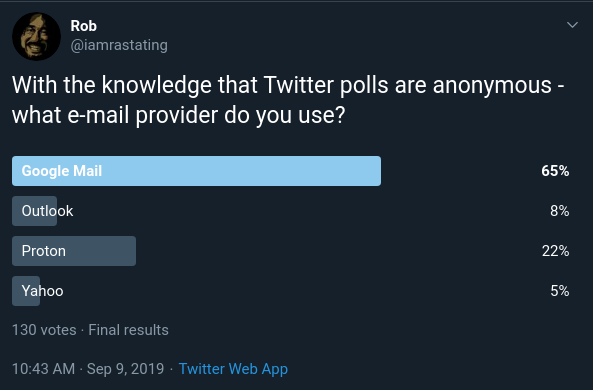 Rob
@iamrastating
With the knowledge that Twitter polls are anonymous -
what e-mail provider do you use?
Google Mail 65%
Outlook 8%
Proton 22%
Yahoo 5%
130 votes · Final results
10:43 AM · Sep 9, 2019 · Twitter Web App